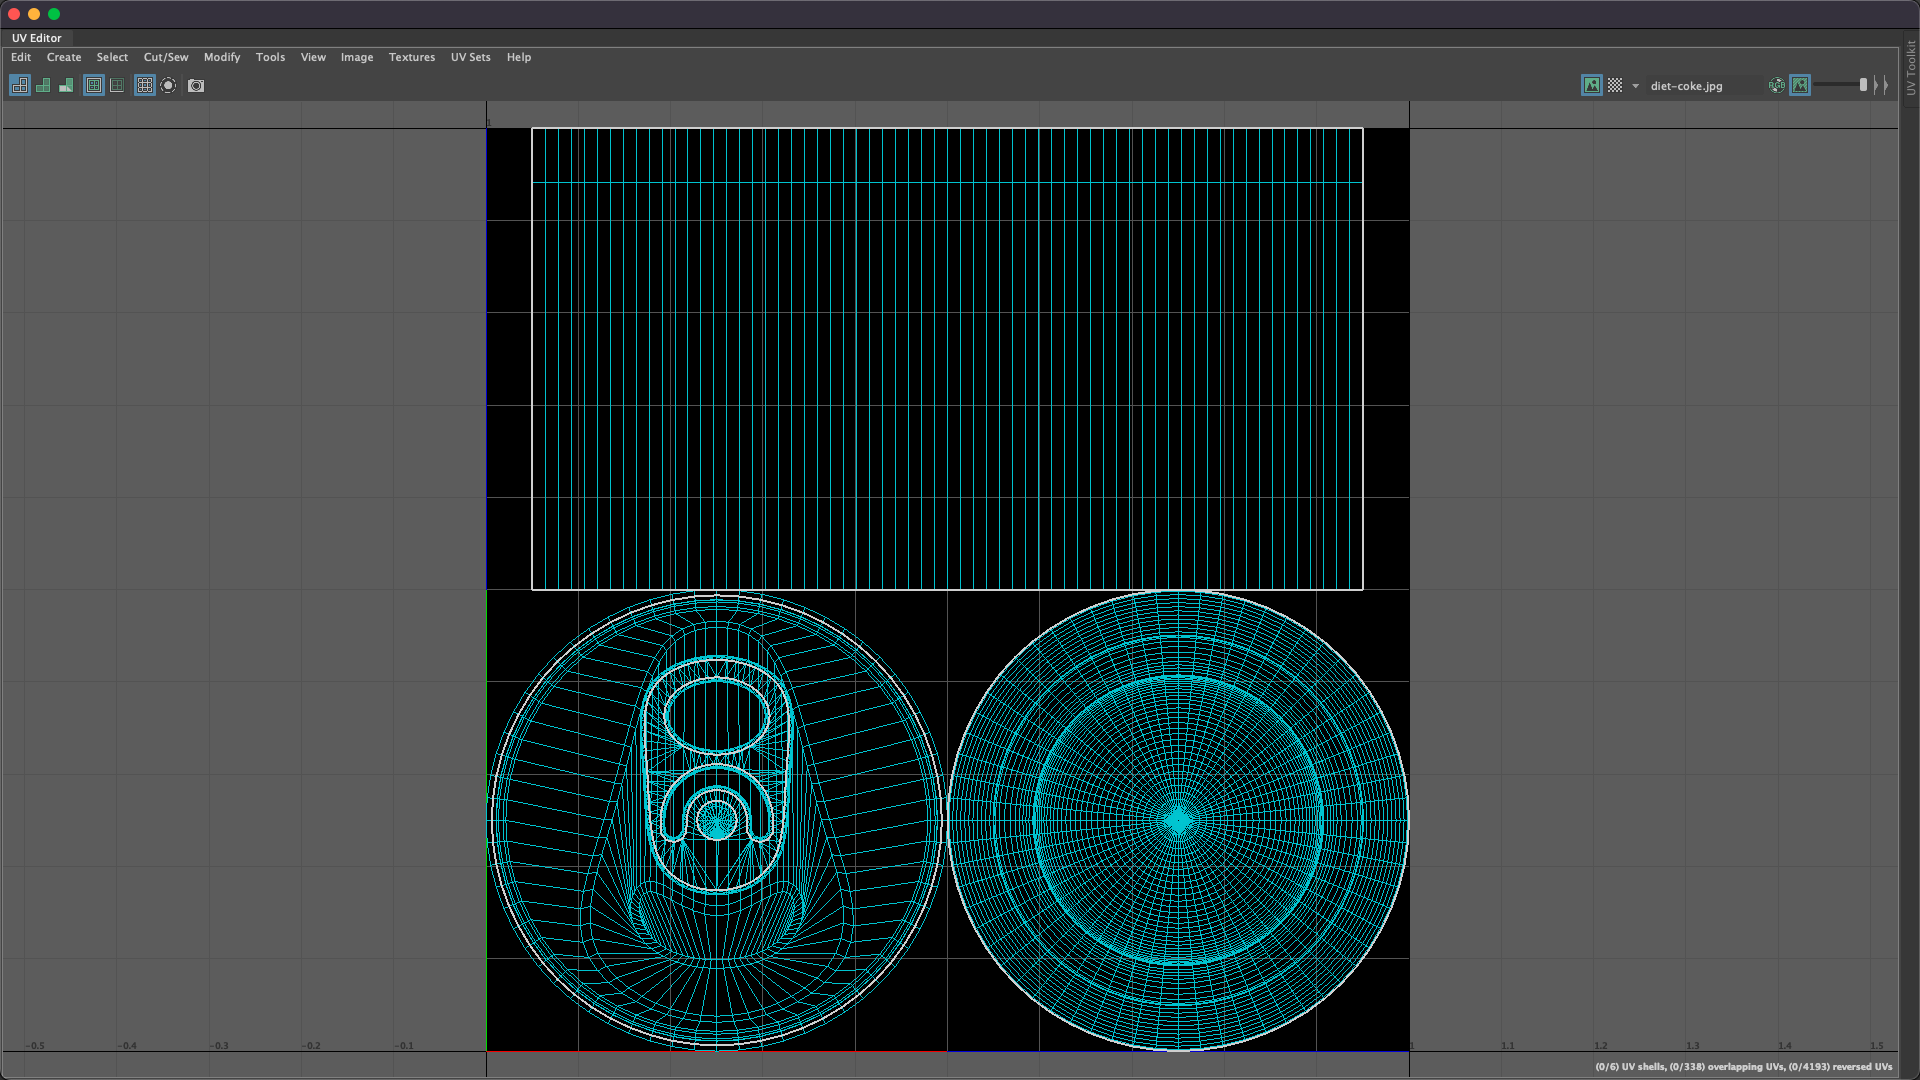 UV Editor
Edit Create Select Cut/Sew Modify Tools View Image Textures UV Sets Help
diet-coke.jpg
RGB
UV Toolkit
1
-0.5 -0.4 -0.3 -0.2 -0.1 1 1.1 1.2 1.3 1.4 1.5
(0/6) UV shells, (0/338) overlapping UVs, (0/4193) reversed UVs